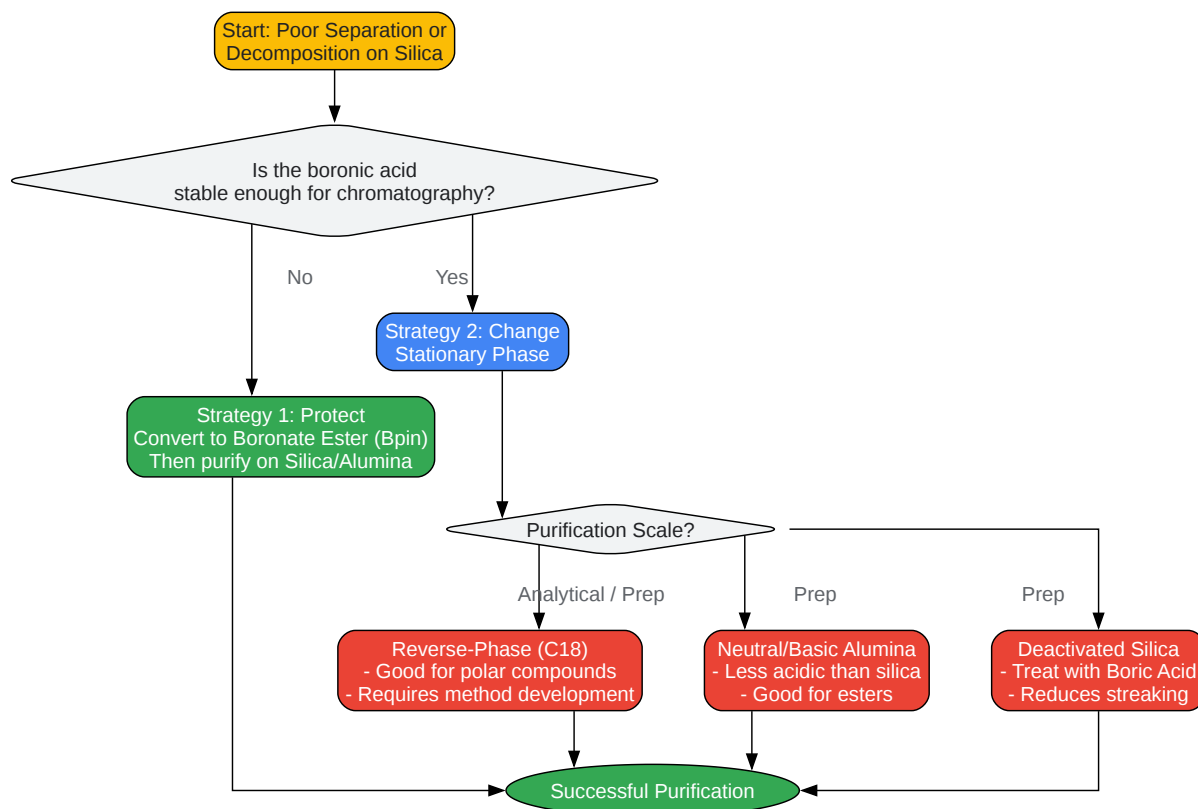 Start: Poor Separation or
Decomposition on Silica
Is the boronic acid
stable enough for chromatography?
No
Yes
Strategy 2: Change
Stationary Phase
Strategy 1: Protect
Convert to Boronate Ester (Bpin)
Then purify on Silica/Alumina
Purification Scale?
Analytical / Prep
Prep
Prep
Reverse-Phase (C18)
- Good for polar compounds
- Requires method development
Neutral/Basic Alumina
- Less acidic than silica
- Good for esters
Deactivated Silica
- Treat with Boric Acid
- Reduces streaking
Successful Purification